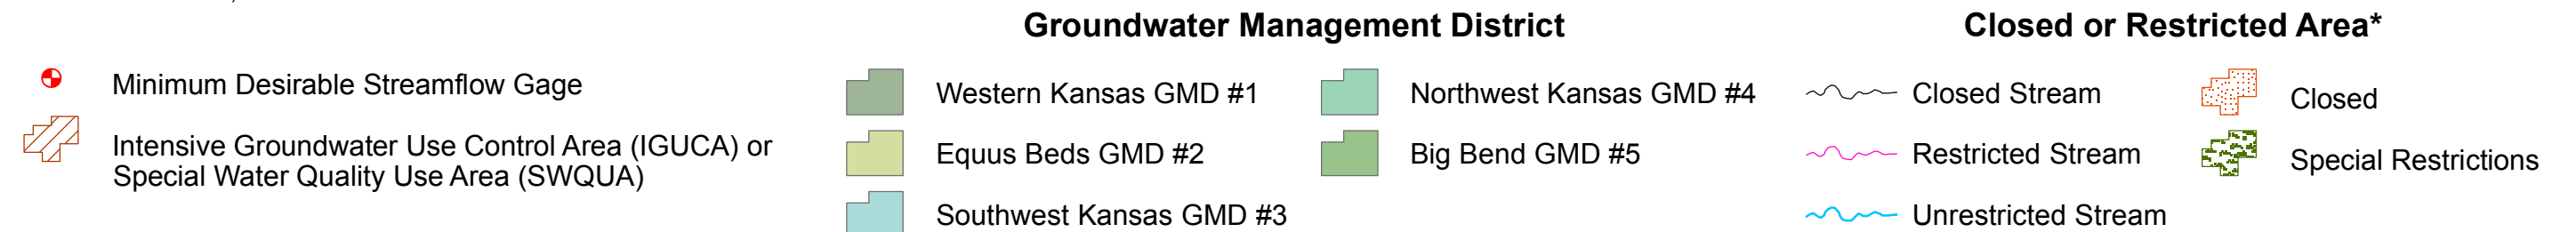 Groundwater Management District
Closed or Restricted Area*
Minimum Desirable Streamflow Gage
Intensive Groundwater Use Control Area (IGUCA) or
Special Water Quality Use Area (SWQUA)
Western Kansas GMD #1
Equus Beds GMD #2
Southwest Kansas GMD #3
Northwest Kansas GMD #4
Big Bend GMD #5
Closed Stream
Restricted Stream
Unrestricted Stream
Closed
Special Restrictions